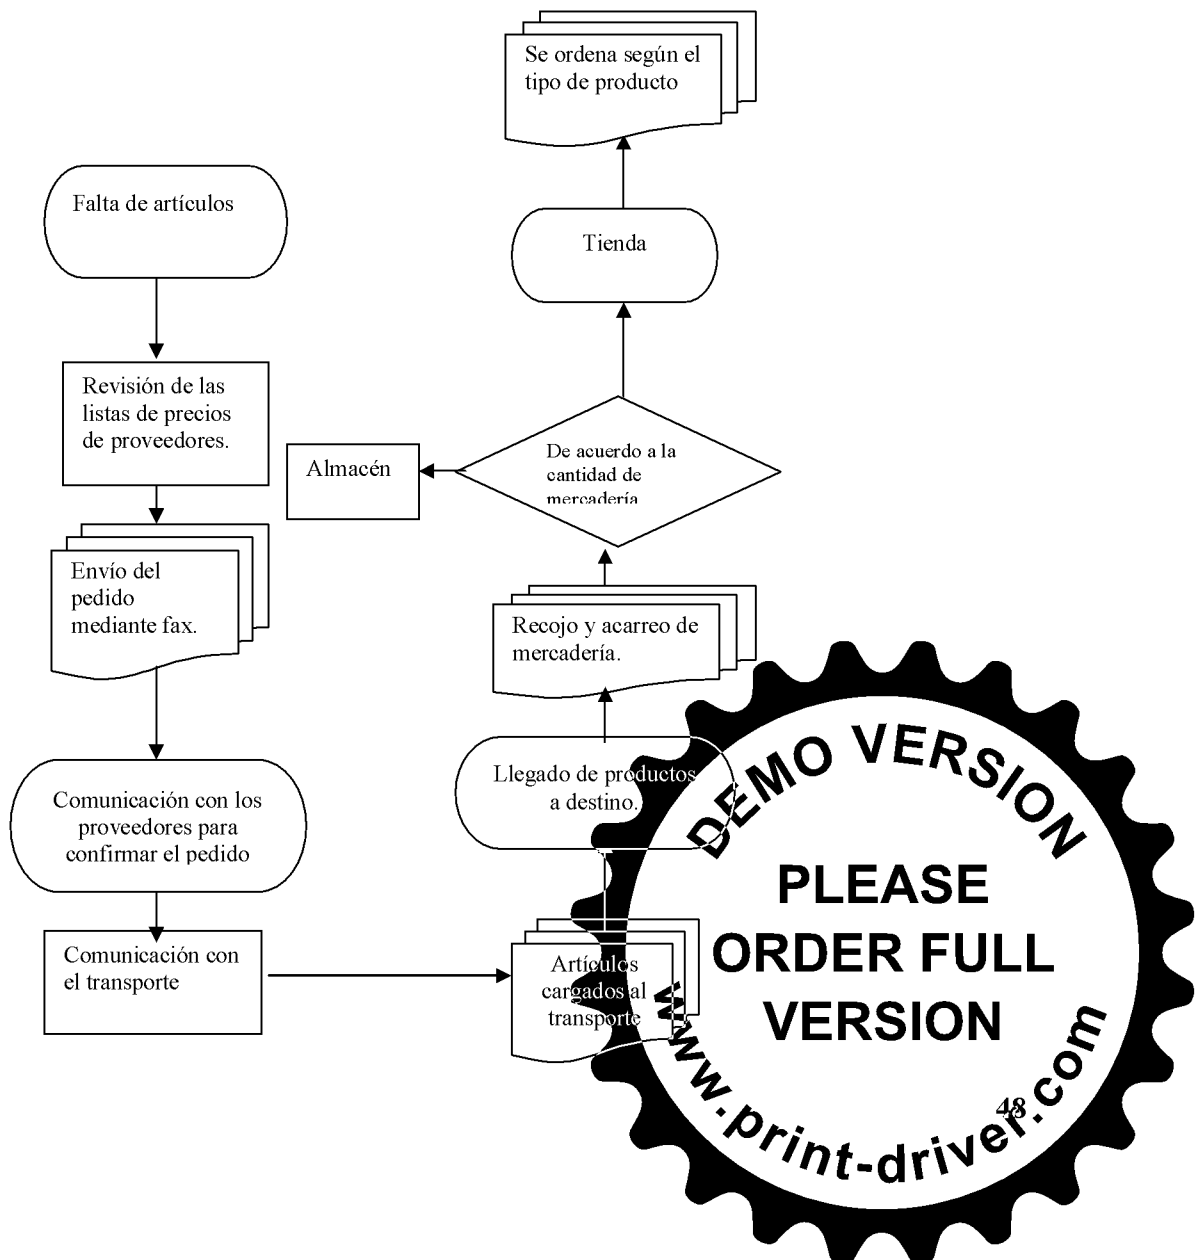 Se ordena según el
tipo de producto
Falta de artículos
Tienda
Revisión de las
listas de precios
de proveedores.
De acuerdo a la
cantidad de
mercadería
Almacén
Envío del
pedido
mediante fax.
Recojo y acarreo de
mercadería.
Llegado de productos
a destino.
Comunicación con los
proveedores para
confirmar el pedido
Comunicación con
el transporte
Artículos
cargados al
transporte
DEMO VERSION
PLEASE
ORDER FULL
VERSION
www.print-driver.com
48